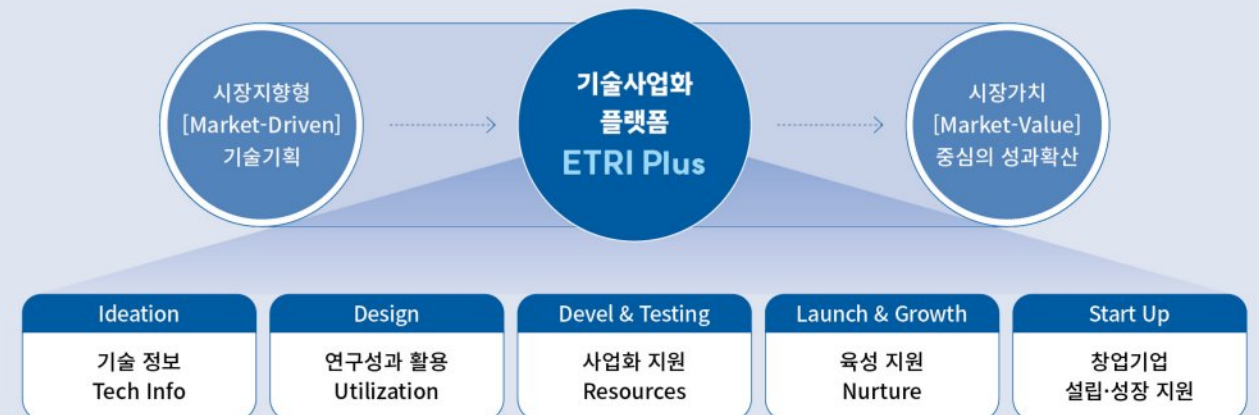 시장지향형
[Market-Driven]
기술기획
기술사업화
플랫폼
ETRI Plus
시장가치
[Market-Value]
중심의 성과확산
Ideation
기술 정보
Tech Info
Design
연구성과 활용
Utilization
Devel & Testing
사업화 지원
Resources
Launch & Growth
육성 지원
Nurture
Start Up
창업기업
설립·성장 지원